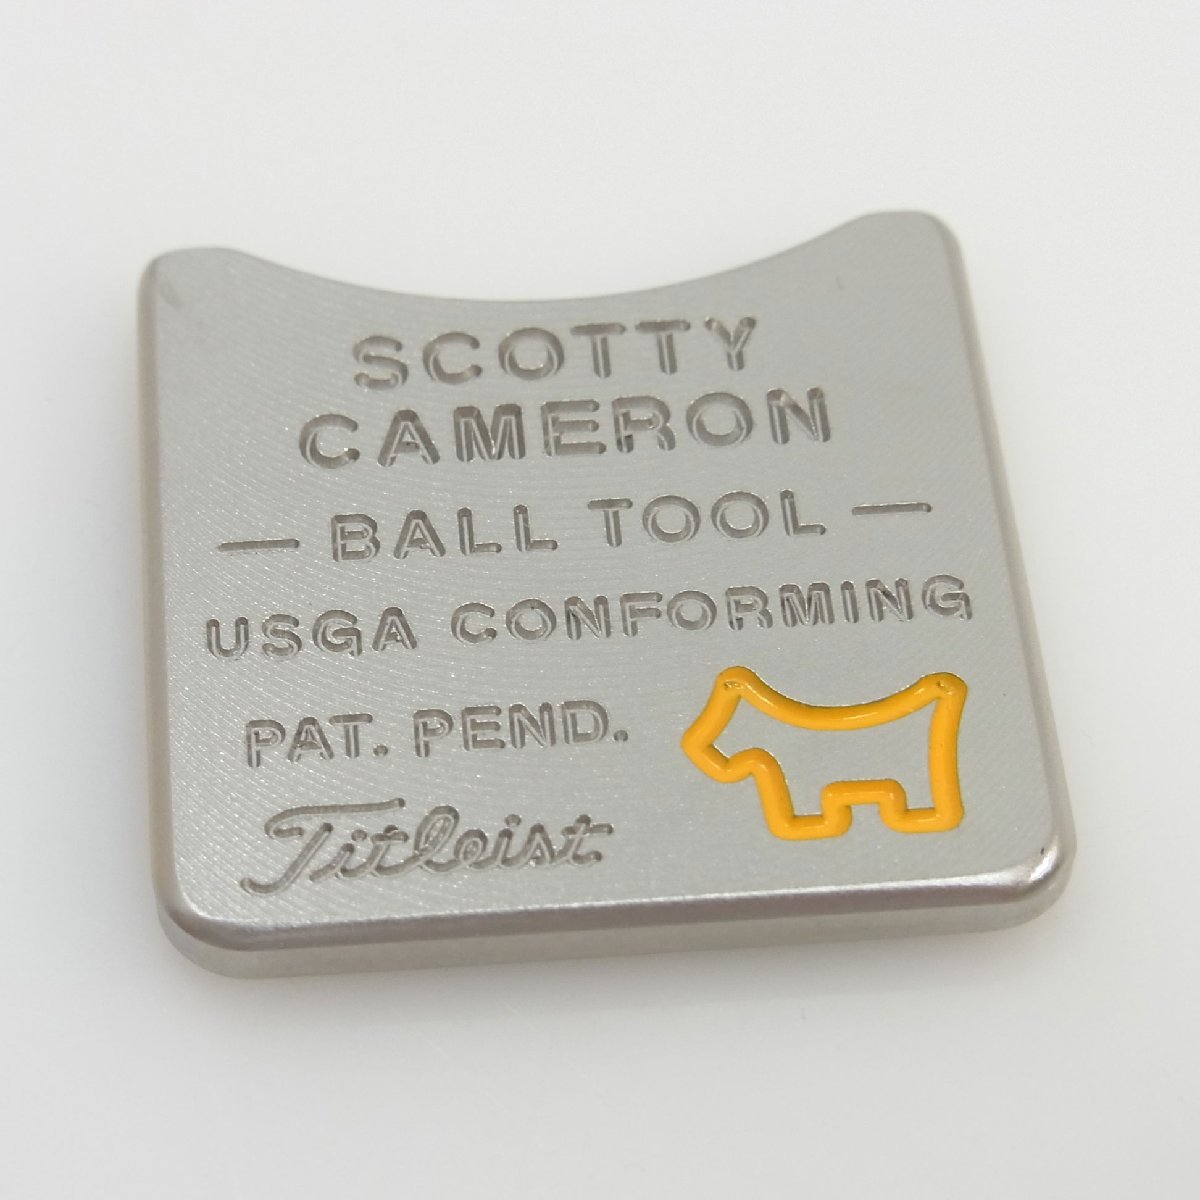 SCOTTY
CAMERON
— BALL TOOL —
USGA CONFORMING
PAT. PEND.
Titleist